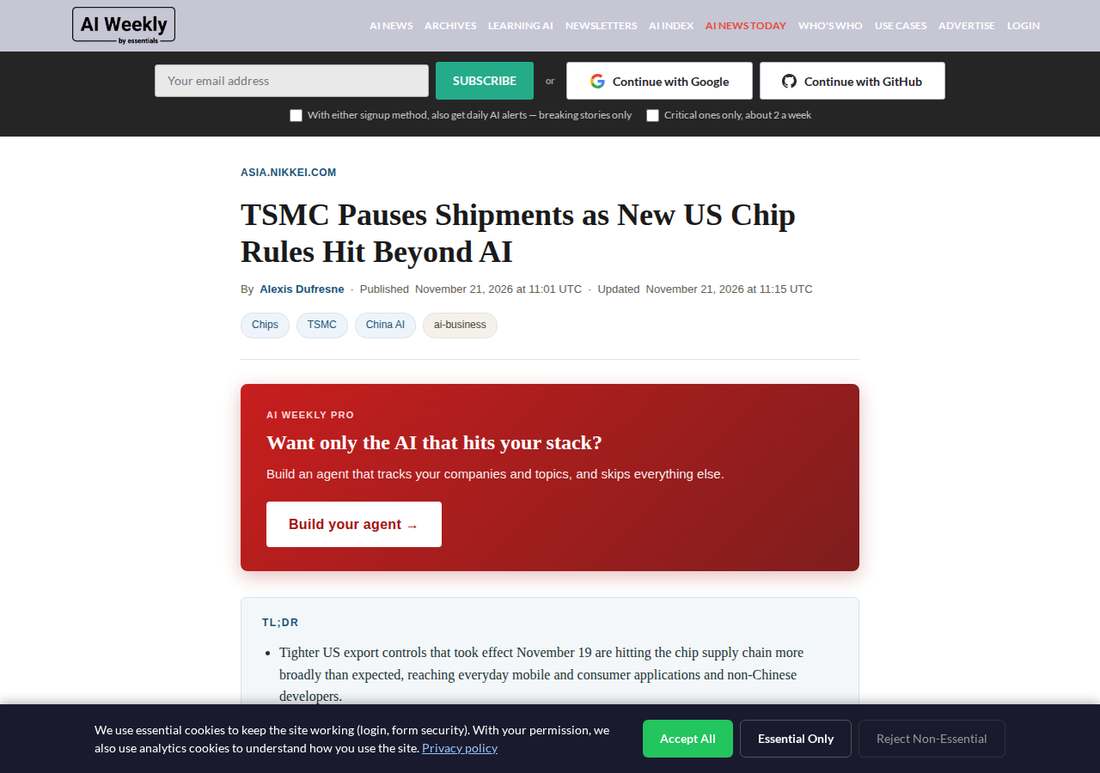 AI Weekly
by essentials
AI NEWS ARCHIVES LEARNING AI NEWSLETTERS AI INDEX AI NEWS TODAY WHO'S WHO USE CASES ADVERTISE LOGIN
Your email address
SUBSCRIBE
or
Continue with Google
Continue with GitHub
With either signup method, also get daily AI alerts — breaking stories only
Critical ones only, about 2 a week
ASIA.NIKKEI.COM
TSMC Pauses Shipments as New US Chip
Rules Hit Beyond AI
By Alexis Dufresne · Published November 21, 2026 at 11:01 UTC · Updated November 21, 2026 at 11:15 UTC
Chips
TSMC
China AI
ai-business
AI WEEKLY PRO
Want only the AI that hits your stack?
Build an agent that tracks your companies and topics, and skips everything else.
Build your agent →
TL;DR
• Tighter US export controls that took effect November 19 are hitting the chip supply chain more
broadly than expected, reaching everyday mobile and consumer applications and non-Chinese
developers.
We use essential cookies to keep the site working (login, form security). With your permission, we
also use analytics cookies to understand how you use the site. Privacy policy
Accept All
Essential Only
Reject Non-Essential